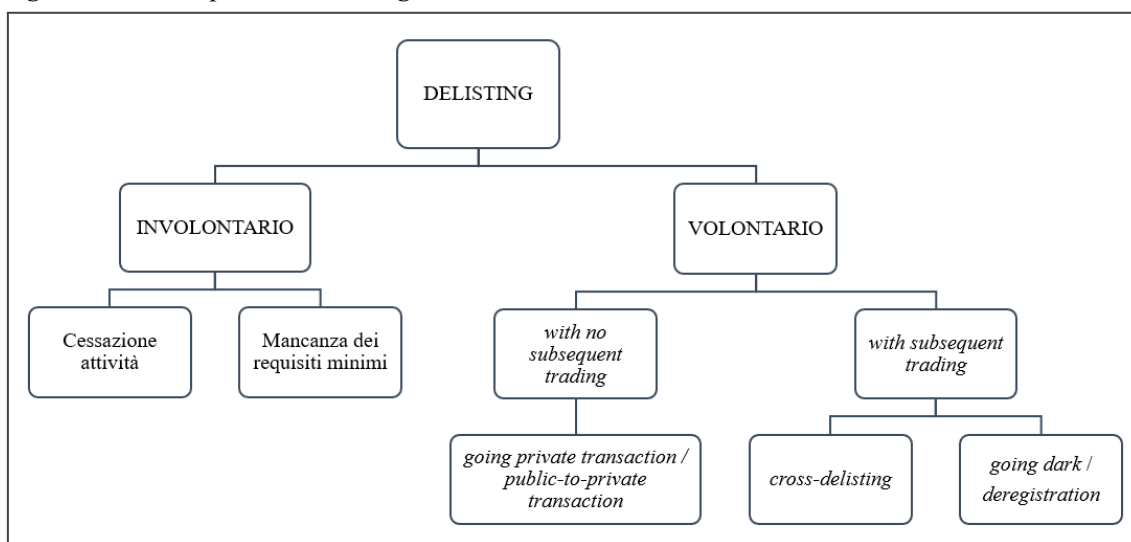 DELISTING
INVOLONTARIO
VOLONTARIO
Cessazione
attività
Mancanza dei
requisiti minimi
with no
subsequent
trading
with subsequent
trading
going private transaction /
public-to-private
transaction
cross-delisting
going dark /
deregistration